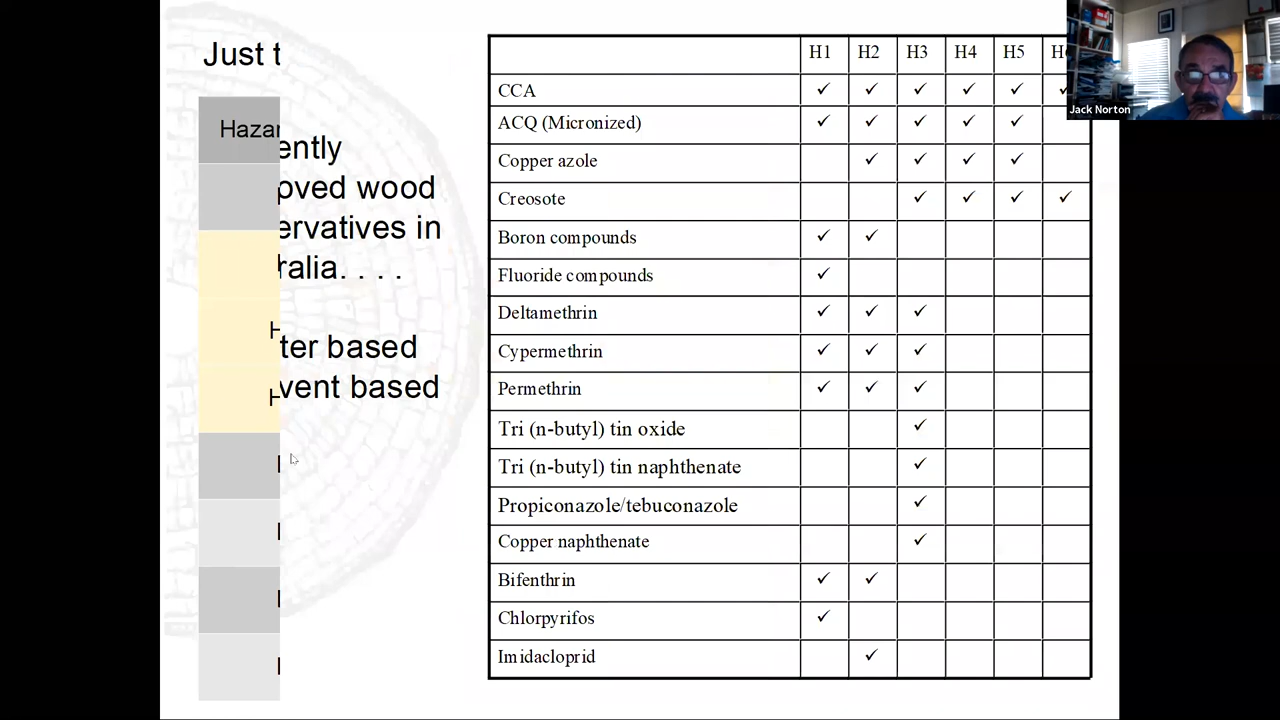 Just t
Hazar
ently
oved wood
ervatives in
ralia. . . .
H
ter based
vent based
H
H1 H2 H3 H4 H5
CCA ✓ ✓ ✓ ✓ ✓
ACQ (Micronized) ✓ ✓ ✓ ✓ ✓
Copper azole ✓ ✓ ✓ ✓
Creosote ✓ ✓ ✓ ✓
Boron compounds ✓ ✓
Fluoride compounds ✓
Deltamethrin ✓ ✓ ✓
Cypermethrin ✓ ✓ ✓
Permethrin ✓ ✓ ✓
Tri (n-butyl) tin oxide ✓
Tri (n-butyl) tin naphthenate ✓
Propiconazole/tebuconazole ✓
Copper naphthenate ✓
Bifenthrin ✓ ✓
Chlorpyrifos ✓
Imidacloprid ✓
Jack Norton